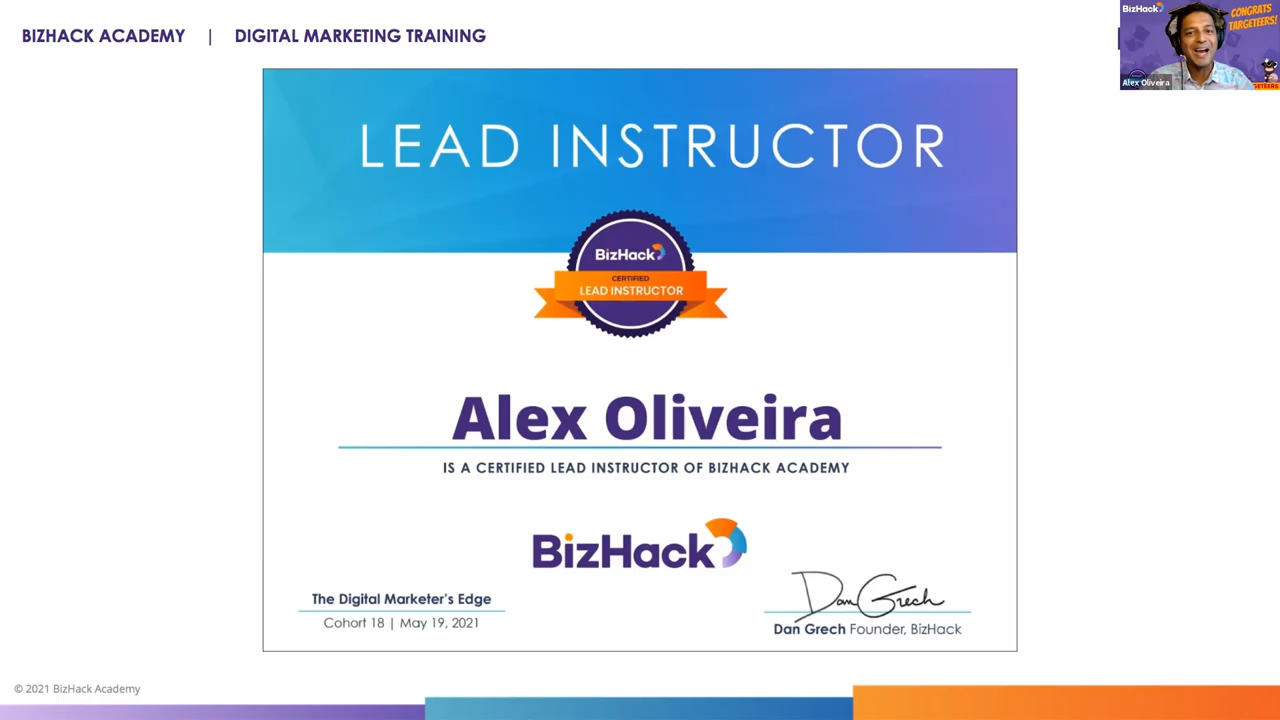 BIZHACK ACADEMY | DIGITAL MARKETING TRAINING
BizHack
CONGRATS
TARGETEERS!
Alex Oliveira
LEAD INSTRUCTOR
BizHack
CERTIFIED
LEAD INSTRUCTOR
Alex Oliveira
IS A CERTIFIED LEAD INSTRUCTOR OF BIZHACK ACADEMY
BizHack
The Digital Marketer's Edge
Cohort 18 | May 19, 2021
Dan Grech
Dan Grech Founder, BizHack
© 2021 BizHack Academy